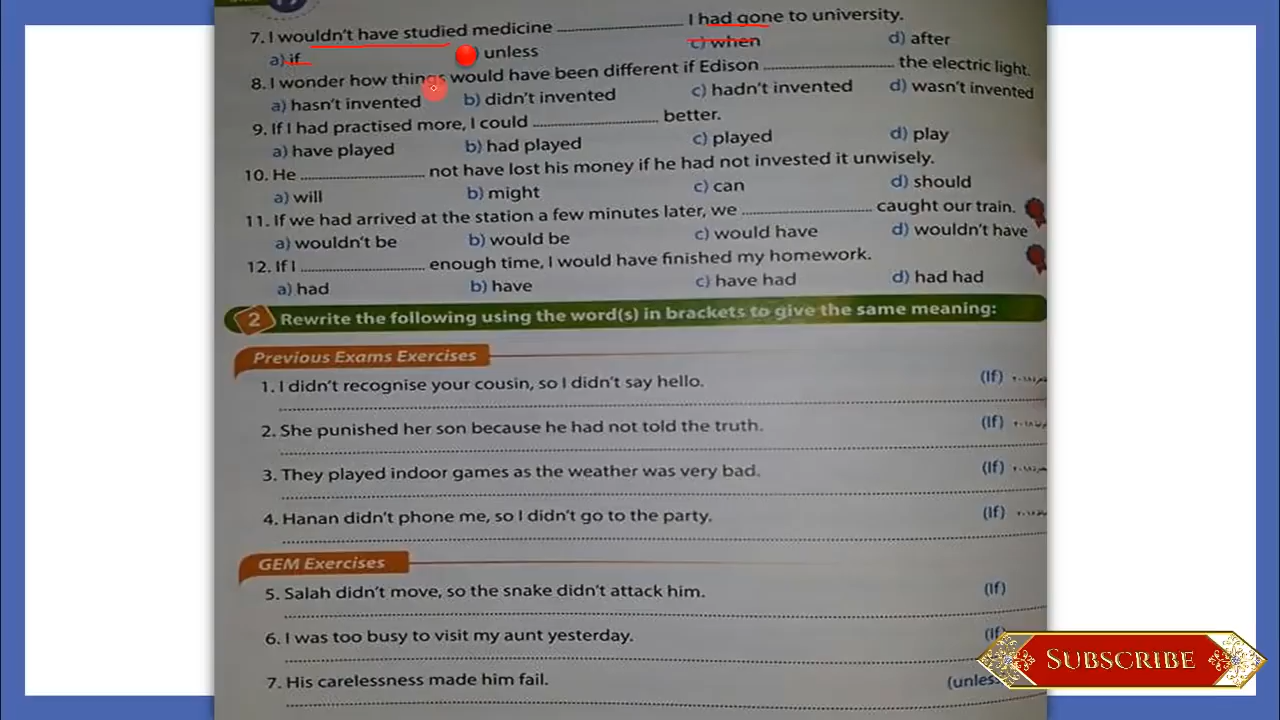 7. I wouldn't have studied medicine ........................ I had gone to university.
a) if ) unless c) when d) after
8. I wonder how things would have been different if Edison ........................ the electric light.
a) hasn't invented b) didn't invented c) hadn't invented d) wasn't invented
9. If I had practised more, I could ........................ better.
a) have played b) had played c) played d) play
10. He ........................ not have lost his money if he had not invested it unwisely.
a) will b) might c) can d) should
11. If we had arrived at the station a few minutes later, we ........................ caught our train.
a) wouldn't be b) would be c) would have d) wouldn't have
12. If I ........................ enough time, I would have finished my homework.
a) had b) have c) have had d) had had
2 Rewrite the following using the word(s) in brackets to give the same meaning:
Previous Exams Exercises
1. I didn't recognise your cousin, so I didn't say hello. (If)
2. She punished her son because he had not told the truth. (If)
3. They played indoor games as the weather was very bad. (If)
4. Hanan didn't phone me, so I didn't go to the party. (If)
GEM Exercises
5. Salah didn't move, so the snake didn't attack him. (If)
6. I was too busy to visit my aunt yesterday. (If
7. His carelessness made him fail. (unles
SUBSCRIBE